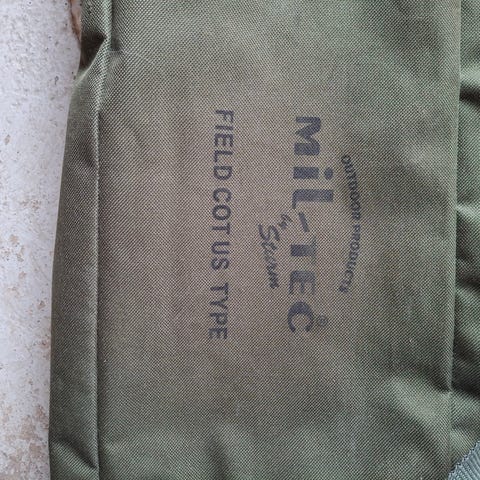 OUTDOOR PRODUCTS
MiL-TEC®
by Sturm
FIELD COT US TYPE